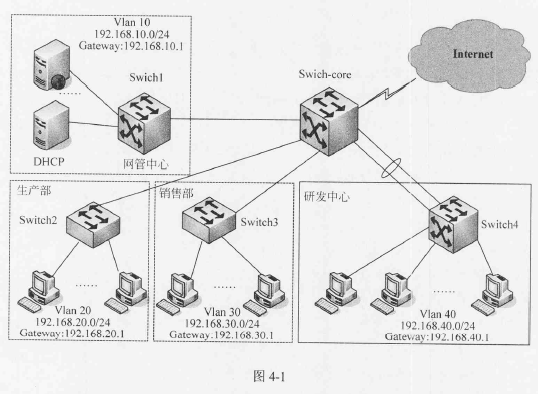 Vlan 10
192.168.10.0/24
Gateway:192.168.10.1
Swich1
……
DHCP
网管中心
Swich-core
Internet
生产部
Switch2
……
Vlan 20
192.168.20.0/24
Gateway:192.168.20.1
销售部
Switch3
……
Vlan 30
192.168.30.0/24
Gateway:192.168.30.1
研发中心
Switch4
……
Vlan 40
192.168.40.0/24
Gateway:192.168.40.1
图 4-1